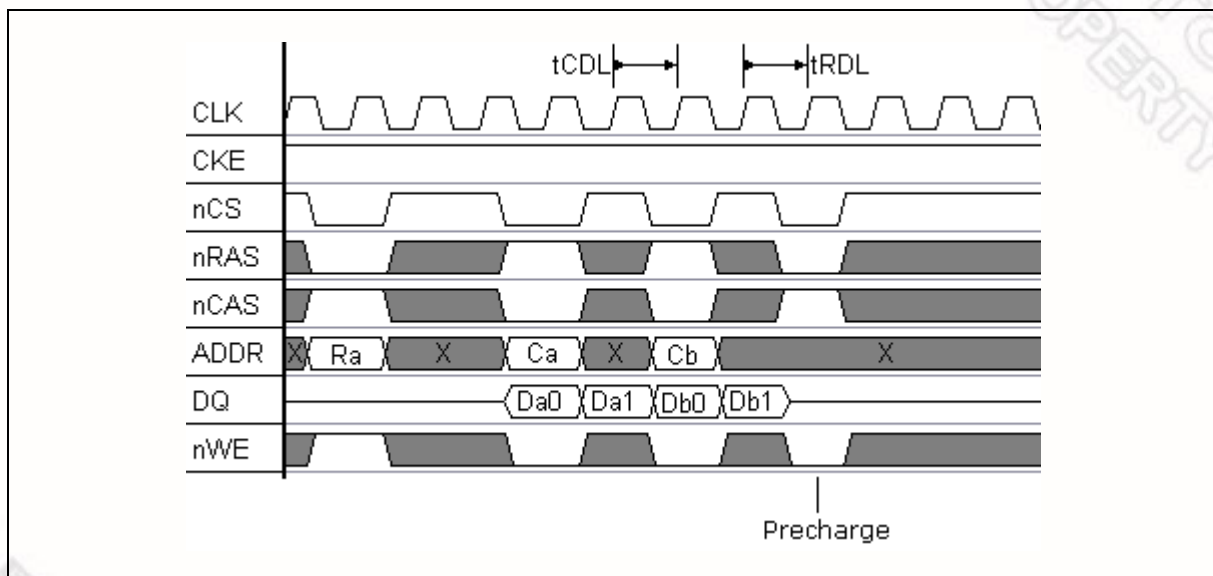 tCDL tRDL
CLK
CKE
nCS
nRAS
nCAS
ADDR X Ra X Ca X Cb X
DQ Da0 Da1 Db0 Db1
nWE
Precharge